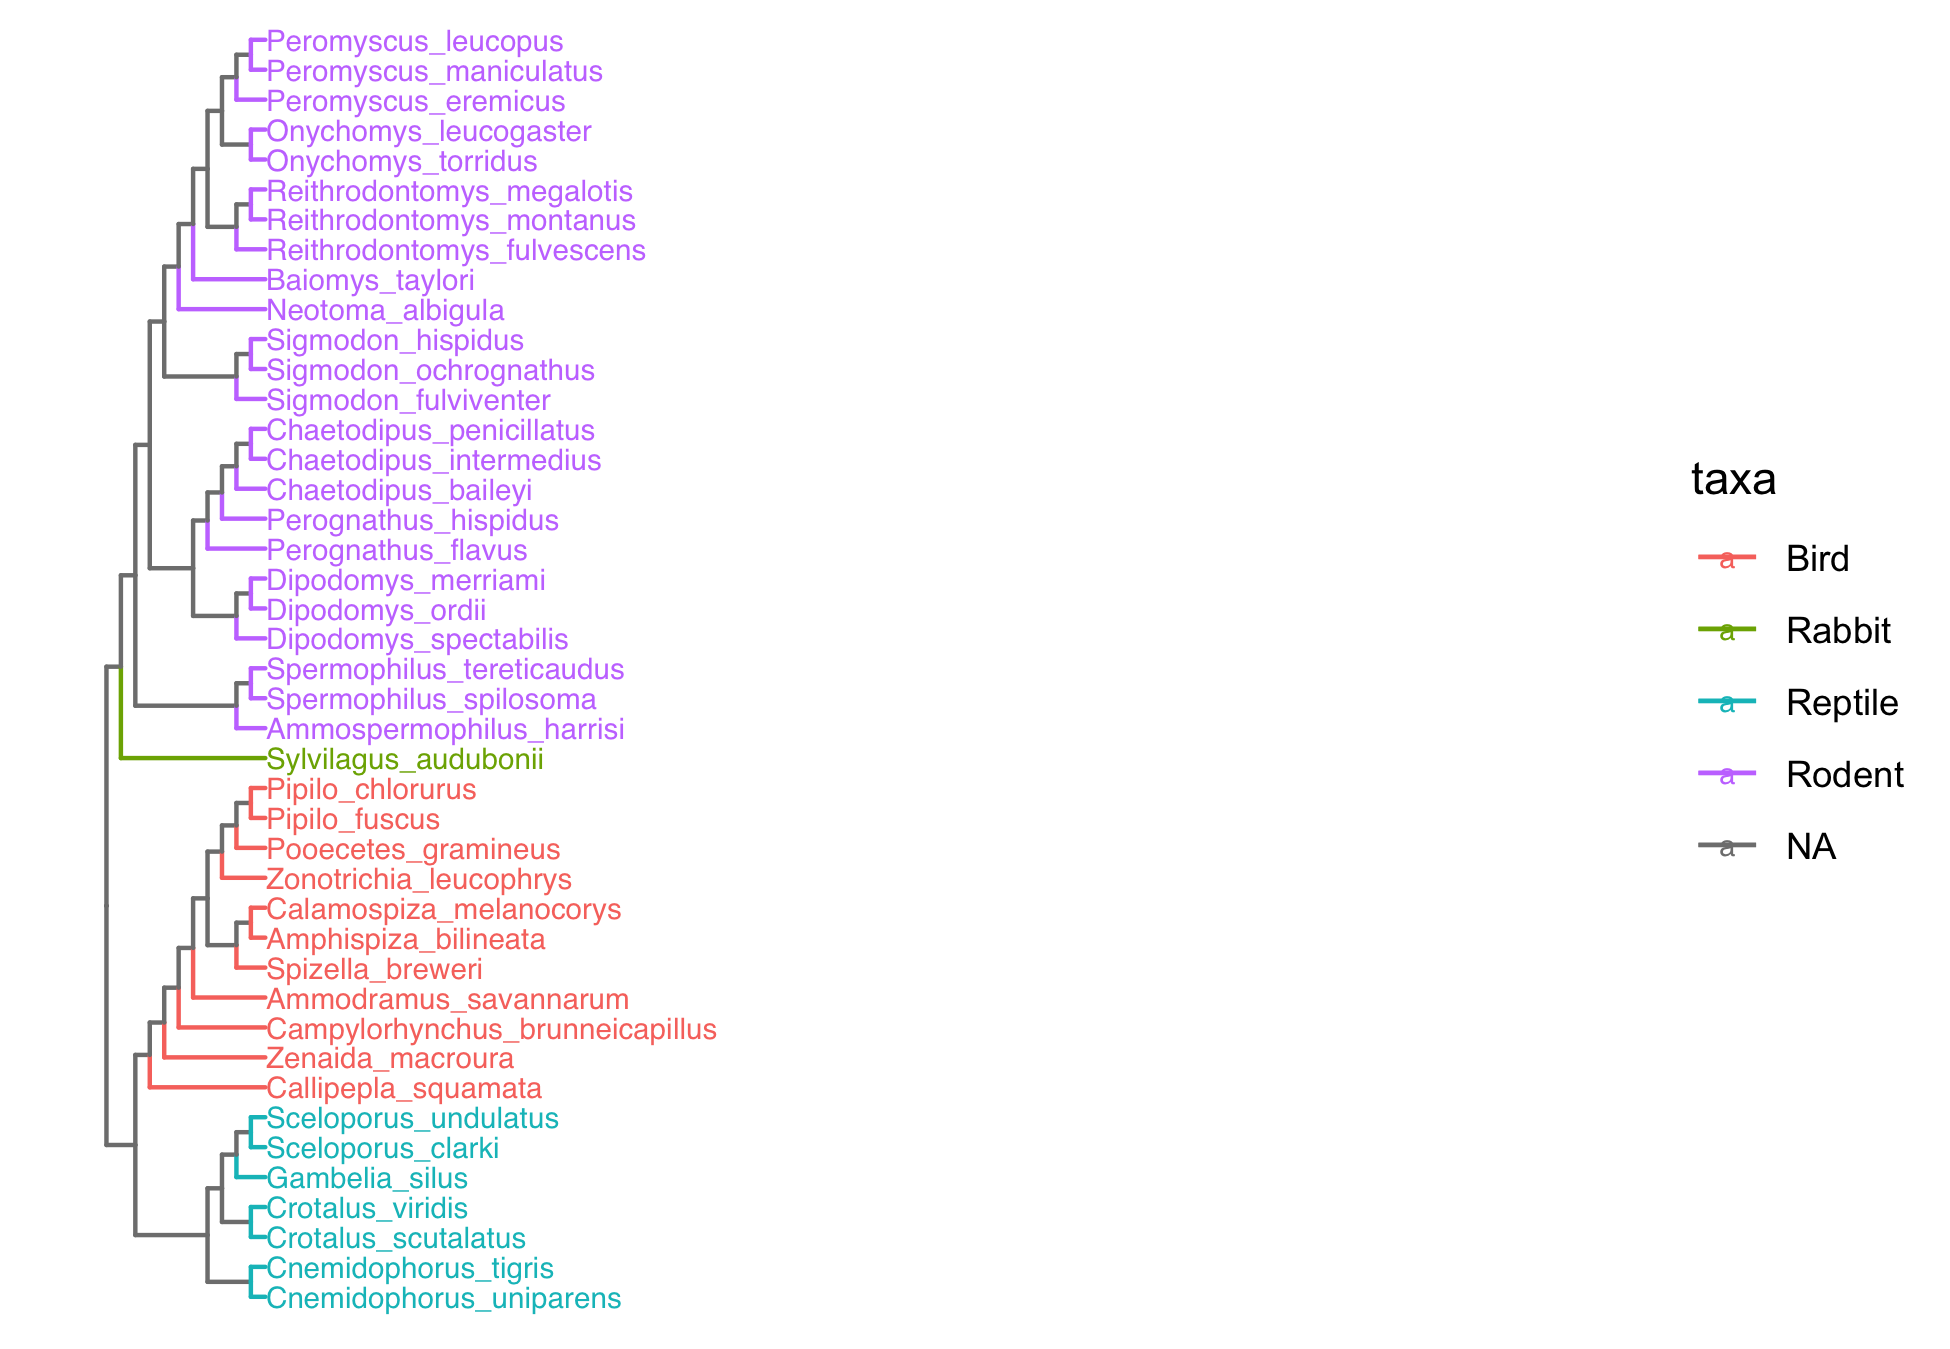 Peromyscus_leucopus
Peromyscus_maniculatus
Peromyscus_eremicus
Onychomys_leucogaster
Onychomys_torridus
Reithrodontomys_megalotis
Reithrodontomys_montanus
Reithrodontomys_fulvescens
Baiomys_taylori
Neotoma_albigula
Sigmodon_hispidus
Sigmodon_ochrognathus
Sigmodon_fulviventer
Chaetodipus_penicillatus
Chaetodipus_intermedius
Chaetodipus_baileyi
Perognathus_hispidus
Perognathus_flavus
Dipodomys_merriami
Dipodomys_ordii
Dipodomys_spectabilis
Spermophilus_tereticaudus
Spermophilus_spilosoma
Ammospermophilus_harrisi
Sylvilagus_audubonii
Pipilo_chlorurus
Pipilo_fuscus
Pooecetes_gramineus
Zonotrichia_leucophrys
Calamospiza_melanocorys
Amphispiza_bilineata
Spizella_breweri
Ammodramus_savannarum
Campylorhynchus_brunneicapillus
Zenaida_macroura
Callipepla_squamata
Sceloporus_undulatus
Sceloporus_clarki
Gambelia_silus
Crotalus_viridis
Crotalus_scutalatus
Cnemidophorus_tigris
Cnemidophorus_uniparens
taxa
a Bird
a Rabbit
a Reptile
a Rodent
a NA